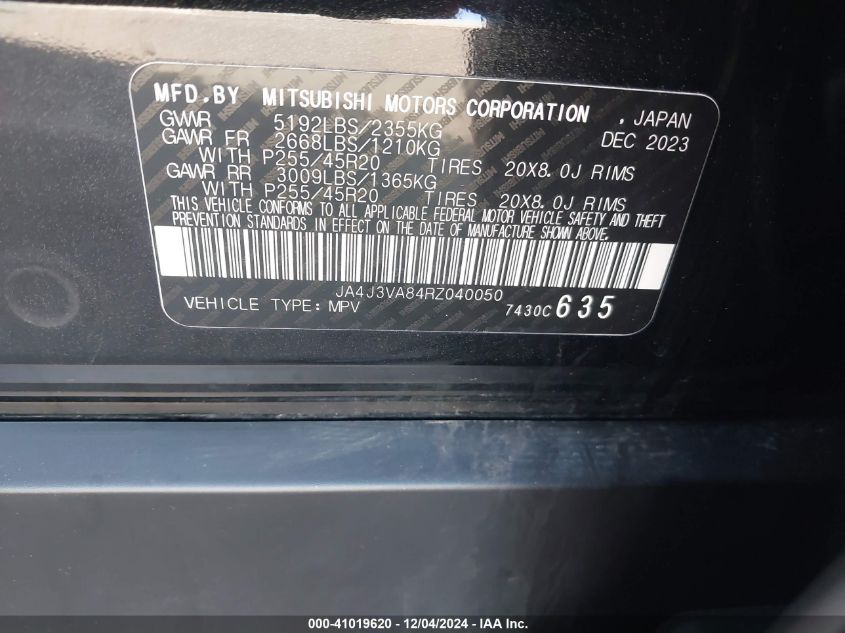 MFD.BY MITSUBISHI MOTORS CORPORATION , JAPAN
GVWR 5192LBS/2355KG DEC 2023
GAWR FR 2668LBS/1210KG
WITH P255/45R20 TIRES 20X8.0J RIMS
GAWR RR 3009LBS/1365KG
WITH P255/45R20 TIRES 20X8.0J RIMS
THIS VEHICLE CONFORMS TO ALL APPLICABLE FEDERAL MOTOR VEHICLE SAFETY AND THEFT
PREVENTION STANDARDS IN EFFECT ON THE DATE OF MANUFACTURE SHOWN ABOVE.
JA4J3VA84RZ040050
VEHICLE TYPE: MPV 7430C 635
000-41019620 - 12/04/2024 - IAA Inc.